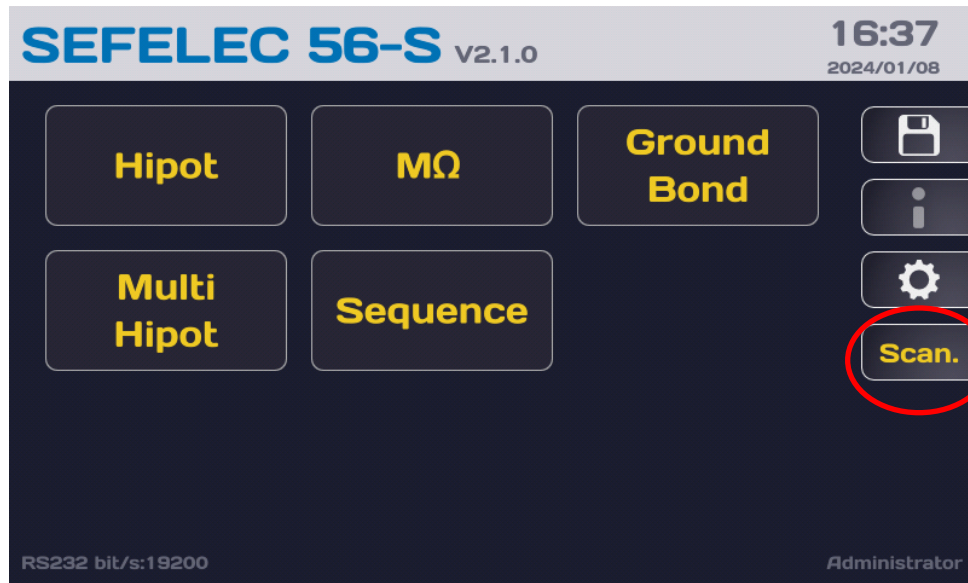 SEFELEC 56-S V2.1.0
16:37
2024/01/08
Hipot
MΩ
Ground
Bond
Multi
Hipot
Sequence
Scan.
RS232 bit/s:19200
Administrator